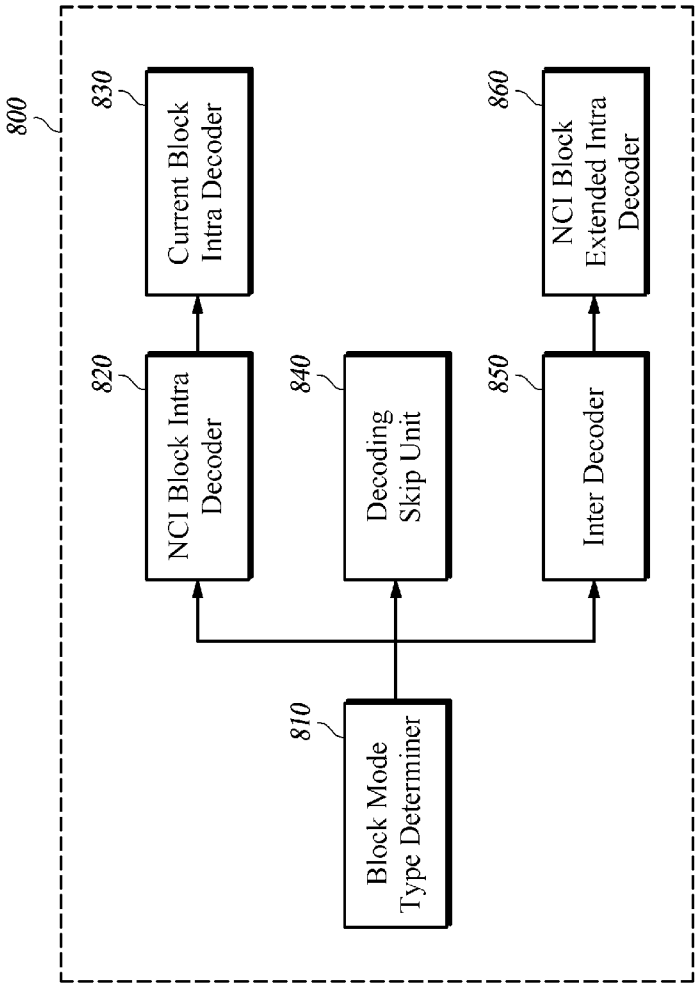 800
810
Block Mode
Type Determiner
820
NCI Block Intra
Decoder
830
Current Block
Intra Decoder
840
Decoding
Skip Unit
850
Inter Decoder
860
NCI Block
Extended Intra
Decoder